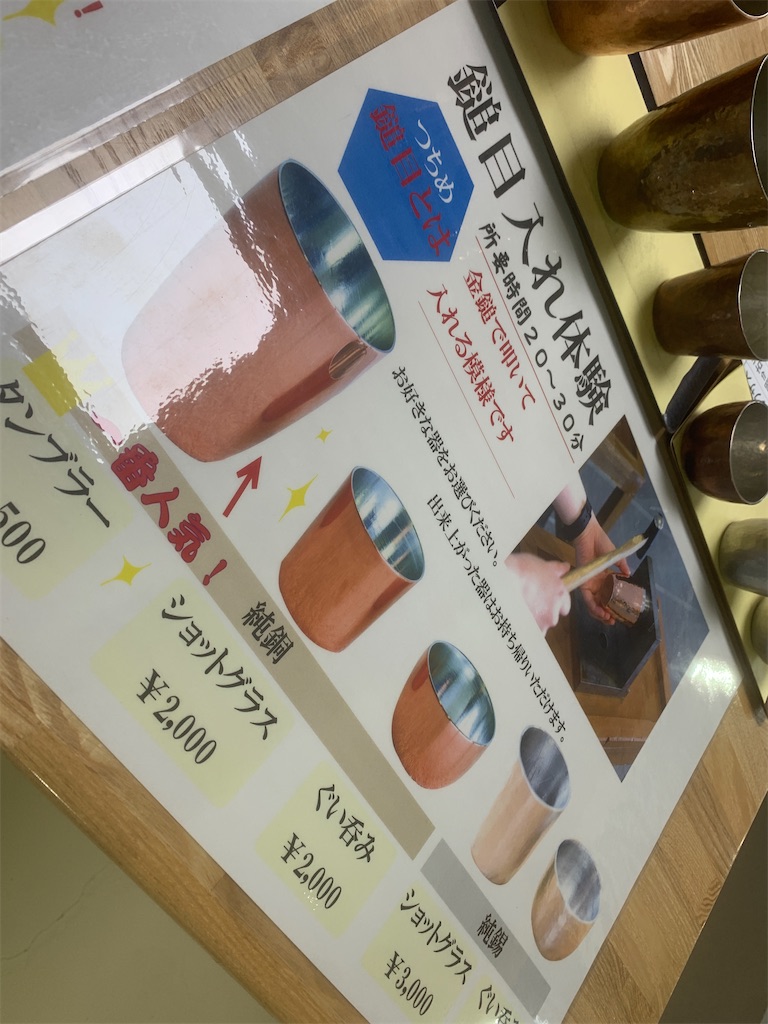 鎚目入れ体験
所要時間20～30分
つちめ
鎚目とは
金鎚で叩いて
入れる模様です
お好きな器をお選びください。
出来上がった器はお持ち帰りいただけます。
一番人気！
純銅
純錫
タンブラー
500
ショットグラス
￥2,000
ぐい呑み
￥2,000
ショットグラス
￥3,000
ぐい呑